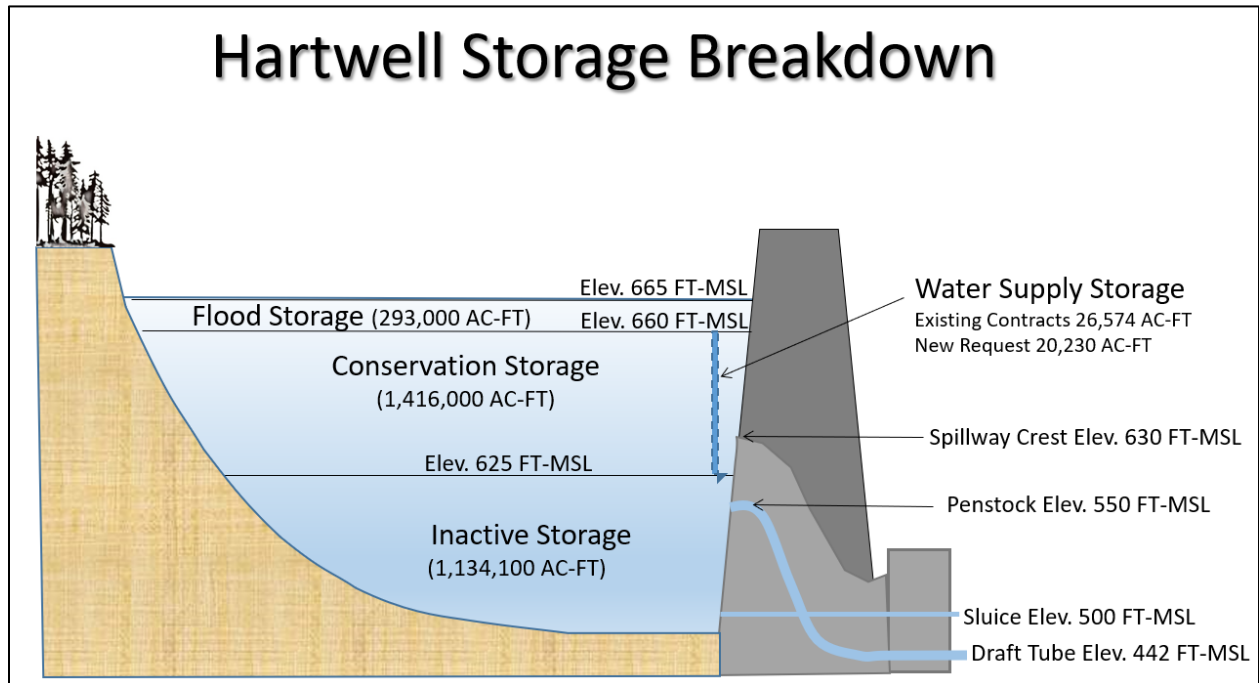 Hartwell Storage Breakdown
Elev. 665 FT-MSL
Flood Storage (293,000 AC-FT)
Elev. 660 FT-MSL
Water Supply Storage
Existing Contracts 26,574 AC-FT
New Request 20,230 AC-FT
Conservation Storage
(1,416,000 AC-FT)
Spillway Crest Elev. 630 FT-MSL
Elev. 625 FT-MSL
Penstock Elev. 550 FT-MSL
Inactive Storage
(1,134,100 AC-FT)
Sluice Elev. 500 FT-MSL
Draft Tube Elev. 442 FT-MSL